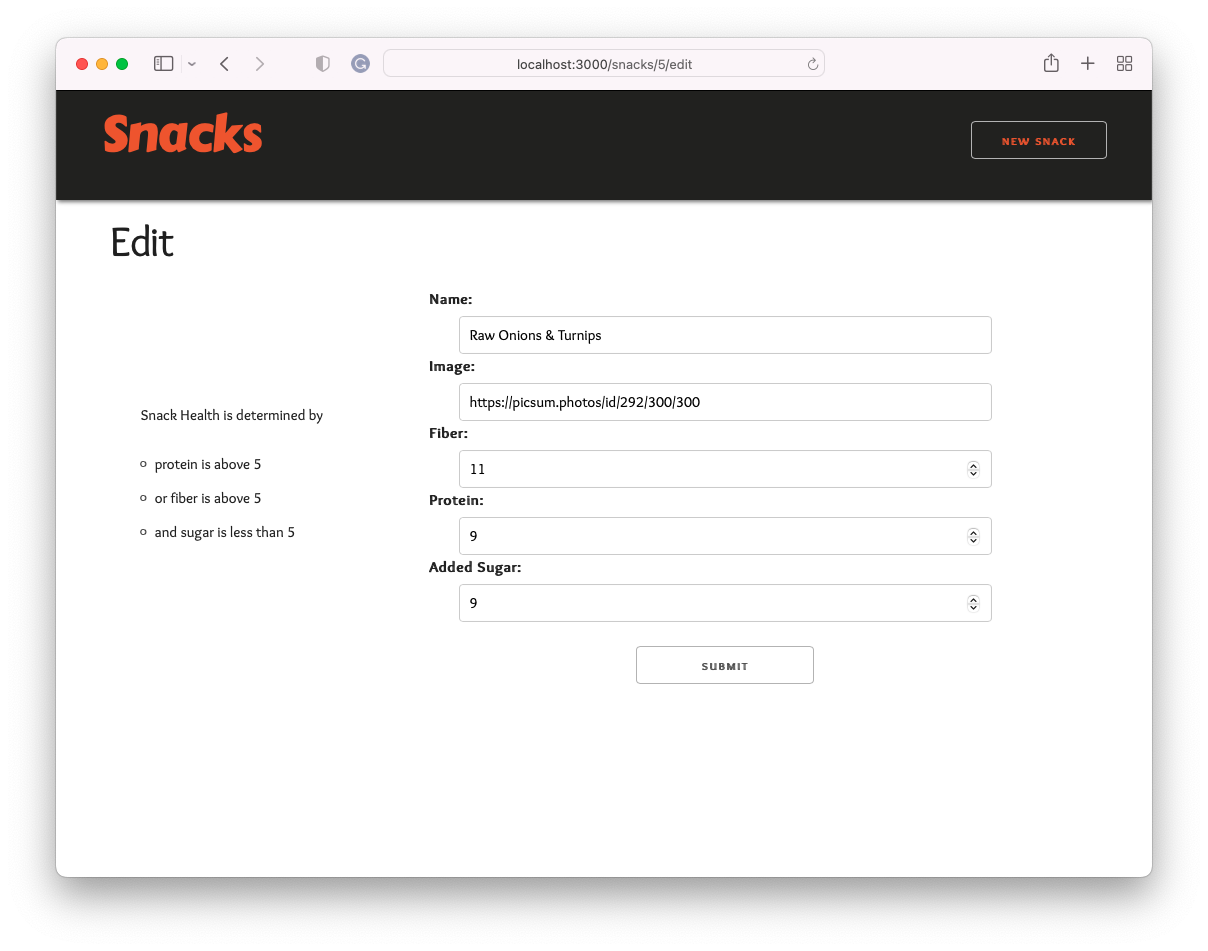 localhost:3000/snacks/5/edit
Snacks
NEW SNACK
Edit
Snack Health is determined by
protein is above 5
or fiber is above 5
and sugar is less than 5
Name:
Raw Onions & Turnips
Image:
https://picsum.photos/id/292/300/300
Fiber:
11
Protein:
9
Added Sugar:
9
SUBMIT